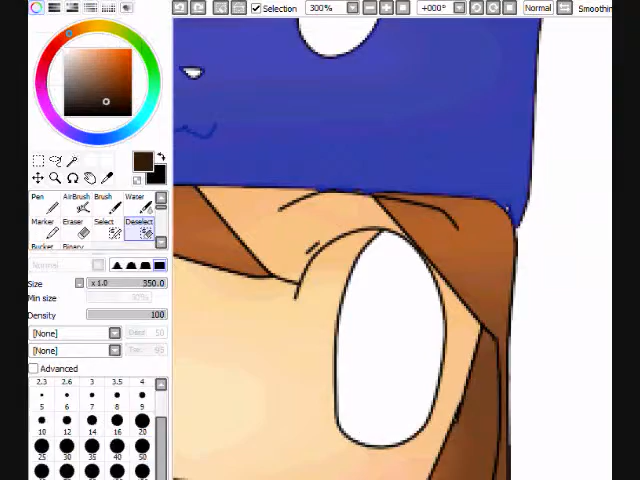 Selection 300% +000° Normal Smoothin
Pen AirBrush Brush Water
Marker Eraser Select Deselect
Bucket Binary
Normal
Size x 1.0 350.0
Min size
Density 100
[None] 50
[None] 95
Advanced
2.3 2.6 3 3.5 4
5 6 7 8 9
10 12 14 16 20
25 30 35 40 50